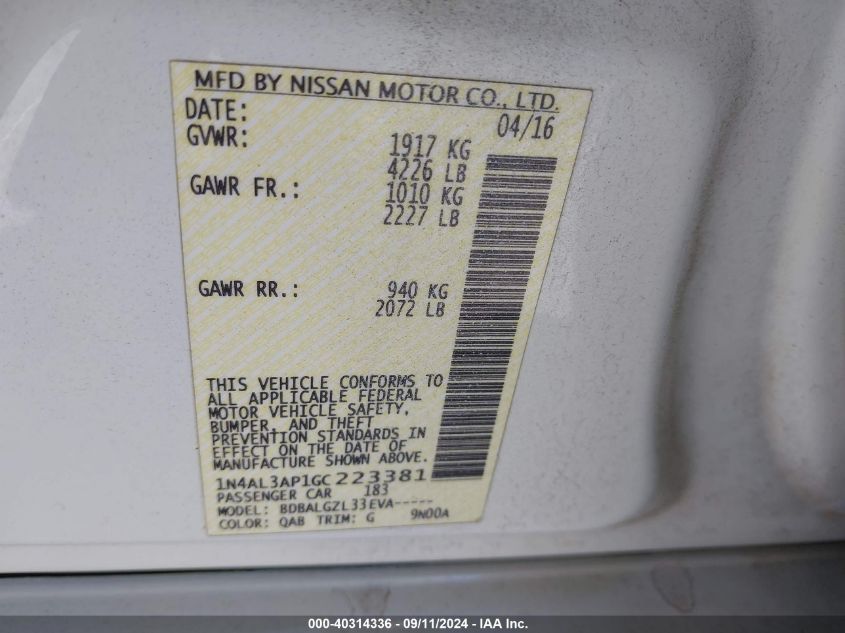 MFD BY NISSAN MOTOR CO., LTD.
DATE: 04/16
GVWR: 1917 KG
4226 LB
GAWR FR.: 1010 KG
2227 LB
GAWR RR.: 940 KG
2072 LB
THIS VEHICLE CONFORMS TO
ALL APPLICABLE FEDERAL
MOTOR VEHICLE SAFETY,
BUMPER, AND THEFT
PREVENTION STANDARDS IN
EFFECT ON THE DATE OF
MANUFACTURE SHOWN ABOVE.
1N4AL3AP1GC223381
PASSENGER CAR 183
MODEL: BDBALGZL33EVA-----
COLOR: QAB TRIM: G 9N00A
000-40314336 - 09/11/2024 - IAA Inc.